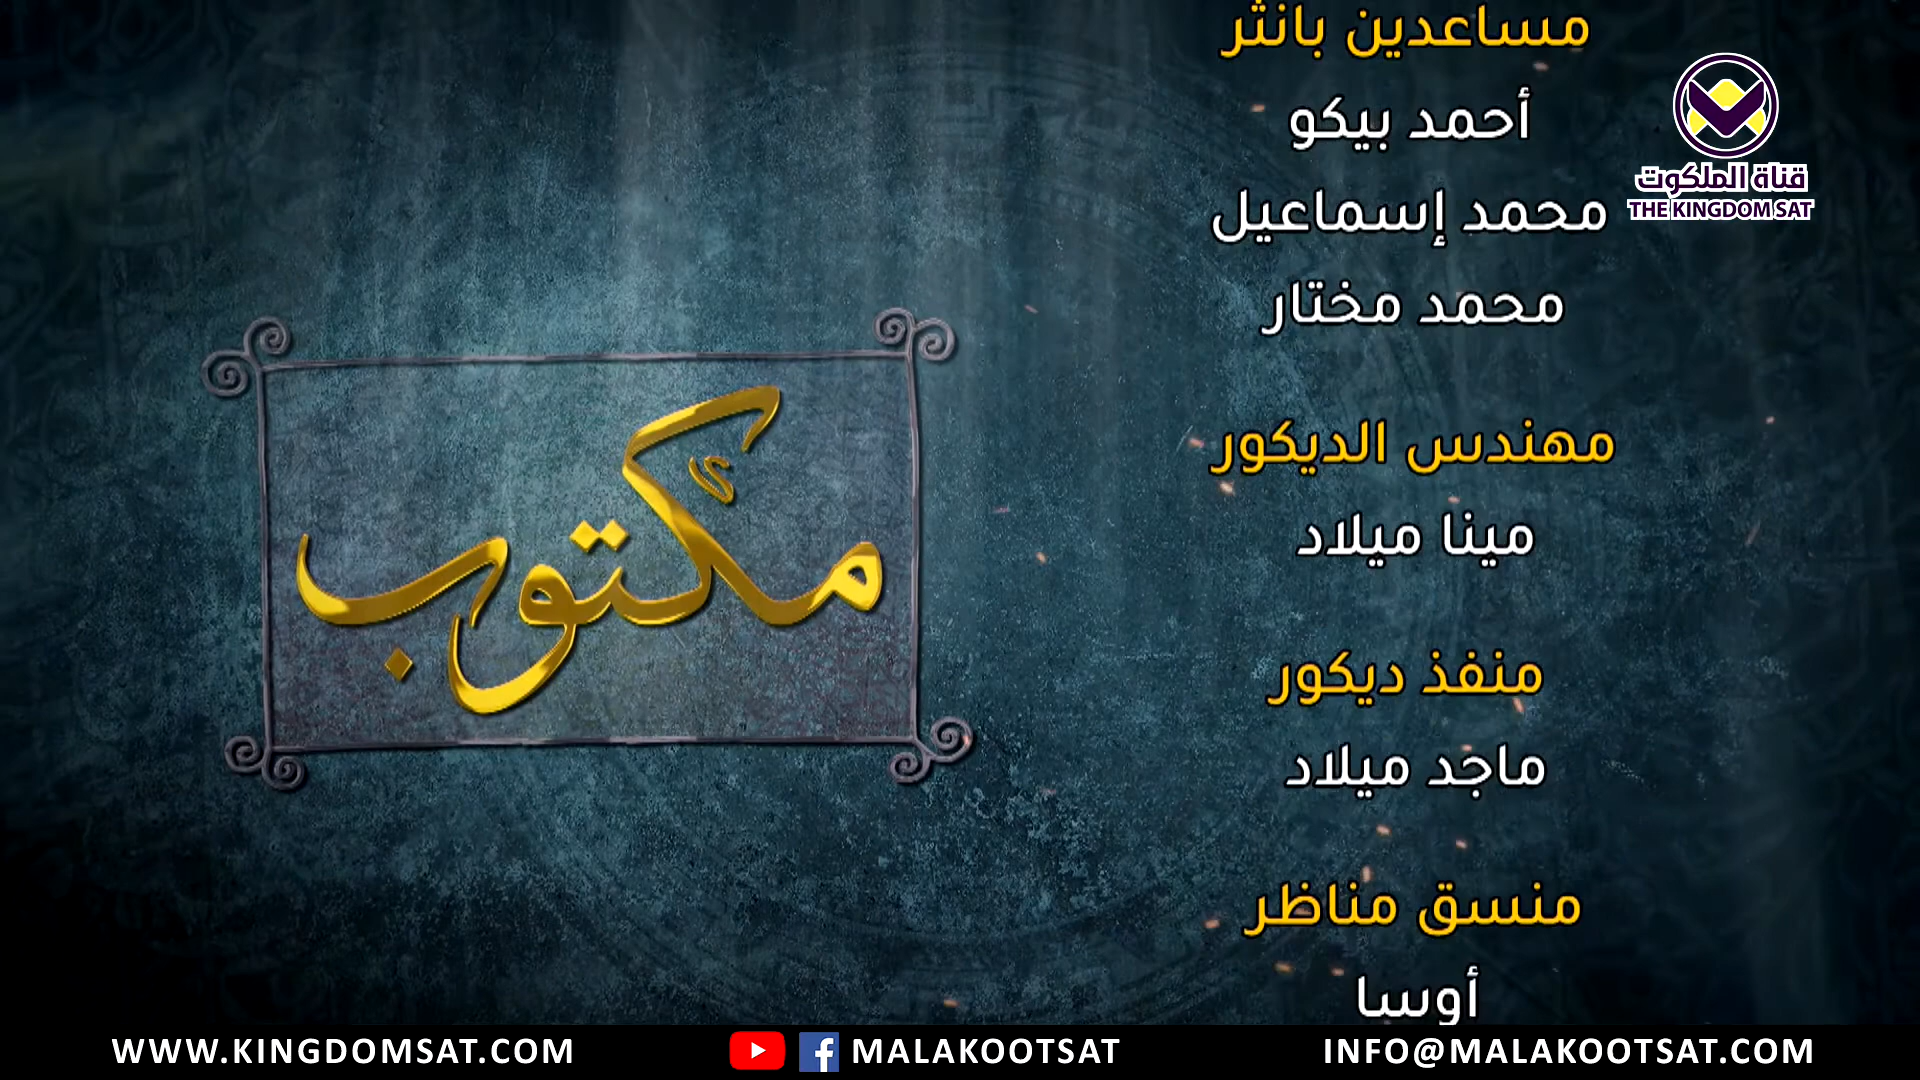 مساعدين بانثر
أحمد بيكو
محمد إسماعيل
محمد مختار
مهندس الديكور
مينا ميلاد
منفذ ديكور
ماجد ميلاد
منسق مناظر
أوسا
مكتوب
قناة الملكوت
THE KINGDOM SAT
WWW.KINGDOMSAT.COM
MALAKOOTSAT
INFO@MALAKOOTSAT.COM